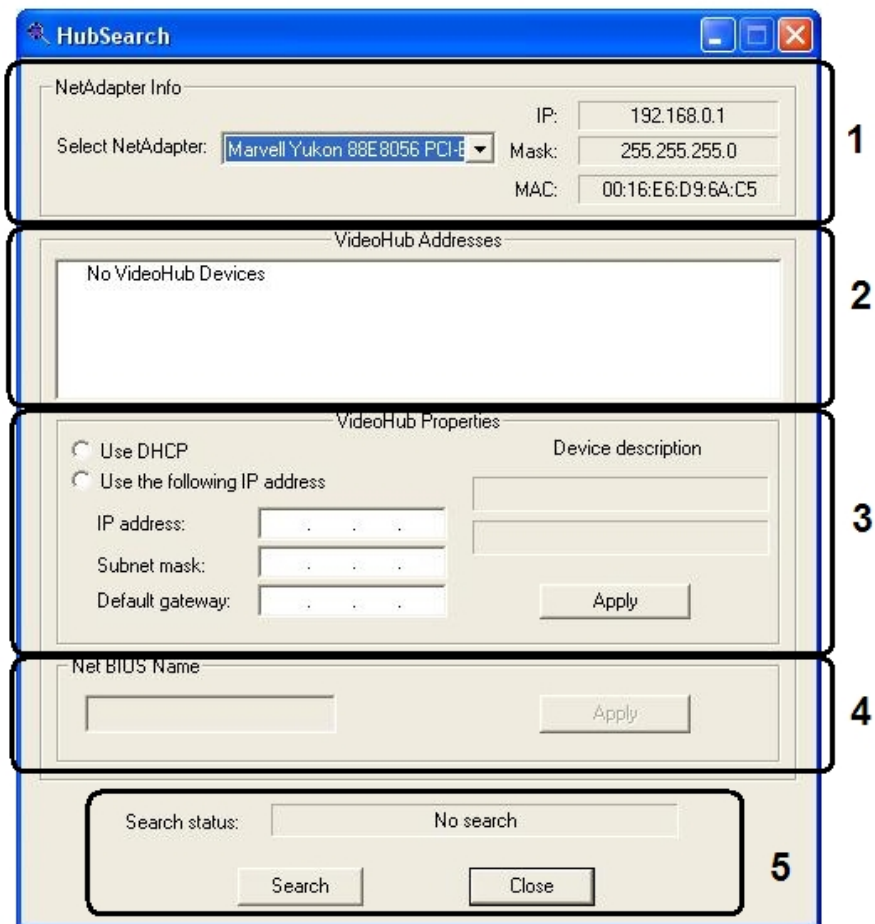 HubSearch
NetAdapter Info
Select NetAdapter: Marvell Yukon 88E8056 PCI-E
IP: 192.168.0.1
Mask: 255.255.255.0
MAC: 00:16:E6:D9:6A:C5
1
VideoHub Addresses
No VideoHub Devices
2
VideoHub Properties
Use DHCP
Use the following IP address
IP address: . . .
Subnet mask: . . .
Default gateway: . . .
Device description
Apply
3
Net BIOS Name
Apply
4
Search status: No search
Search Close
5